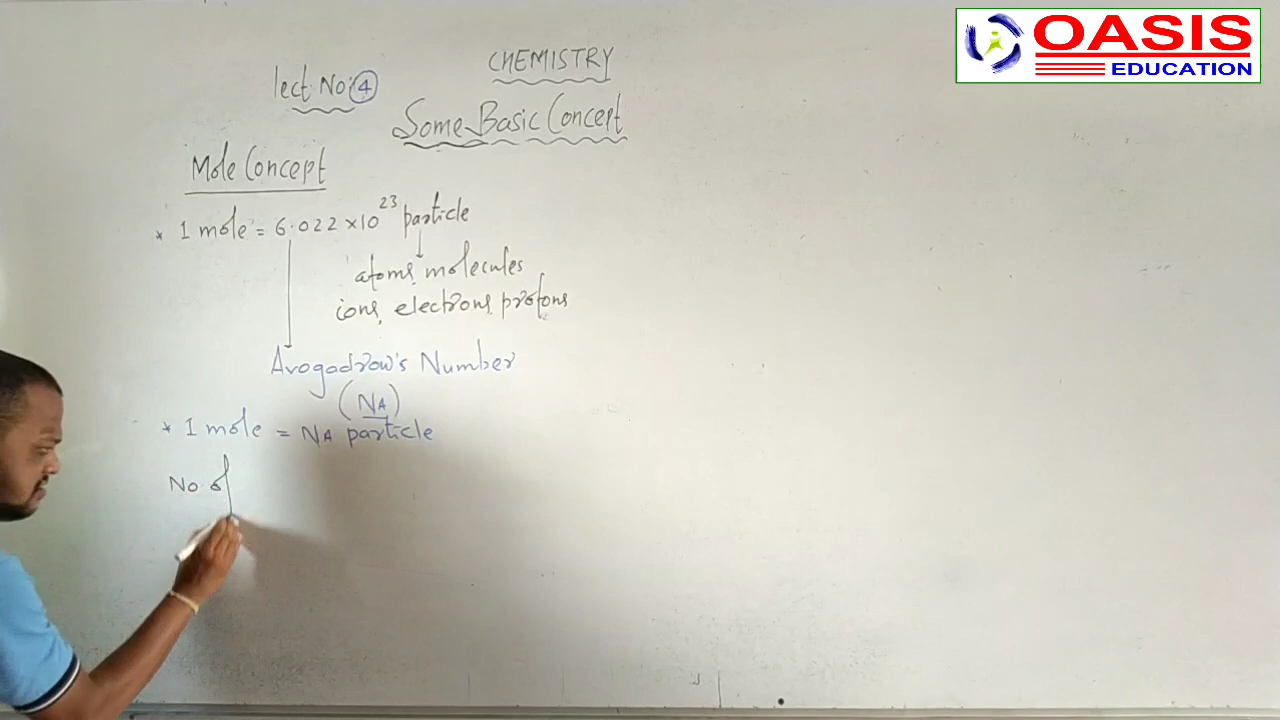 OASIS
EDUCATION
CHEMISTRY
lect No: 4
Some Basic Concept
Mole Concept
* 1 mole = 6.022 × 10²³ particle
atoms, molecules
ions, electrons, protons
Avogadrow's Number
(NA)
* 1 mole = NA particle
No of